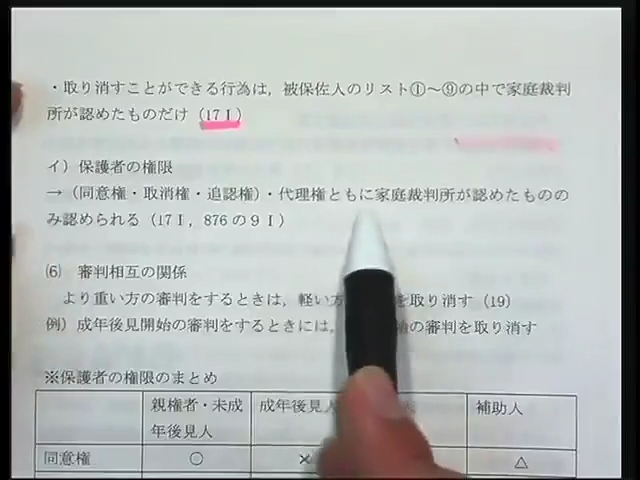 ・取り消すことができる行為は，被保佐人のリスト①～⑨の中で家庭裁判
所が認めたものだけ（17Ⅰ）
イ）保護者の権限
→（同意権・取消権・追認権）・代理権ともに家庭裁判所が認めたものの
み認められる（17Ⅰ，876の9Ⅰ）
⑹　審判相互の関係
より重い方の審判をするときは，軽い方 を取り消す（19）
例）成年後見開始の審判をするときには， の審判を取り消す
※保護者の権限のまとめ
親権者・未成 成年後見人 補助人
年後見人
同意権 ○ × △